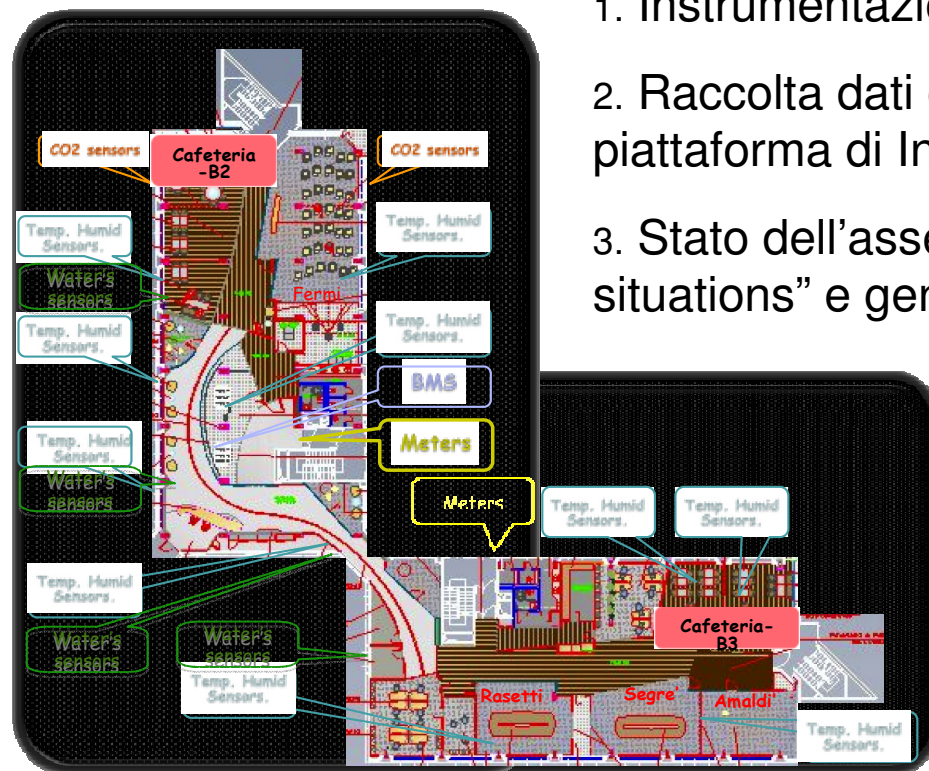 1. Instrumentazi
2. Raccolta dati
piattaforma di In
3. Stato dell'asse
situations" e ger
CO2 sensors
Cafeteria
-B2
CO2 sensors
Temp. Humid
Sensors.
Temp. Humid
Sensors.
Water's
sensors
Fermi
Temp. Humid
Sensors.
Temp. Humid
Sensors.
BMS
Temp. Humid
Sensors.
Meters
Water's
sensors
Meters
Temp. Humid
Sensors.
Temp. Humid
Sensors.
Temp. Humid
Sensors.
Cafeteria-
B3
Water's
sensors
Water's
sensors
Temp. Humid
Sensors.
Rasetti
Segre'
Amaldi'
Temp. Humid
Sensors.